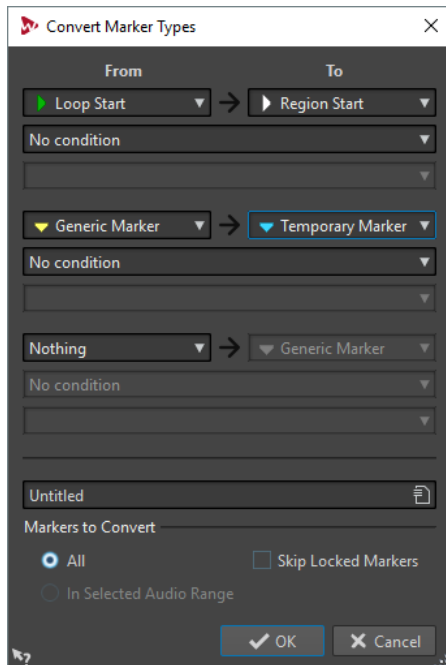 Convert Marker Types
From To
Loop Start Region Start
No condition
Generic Marker Temporary Marker
No condition
Nothing Generic Marker
No condition
Untitled
Markers to Convert
All Skip Locked Markers
In Selected Audio Range
OK Cancel